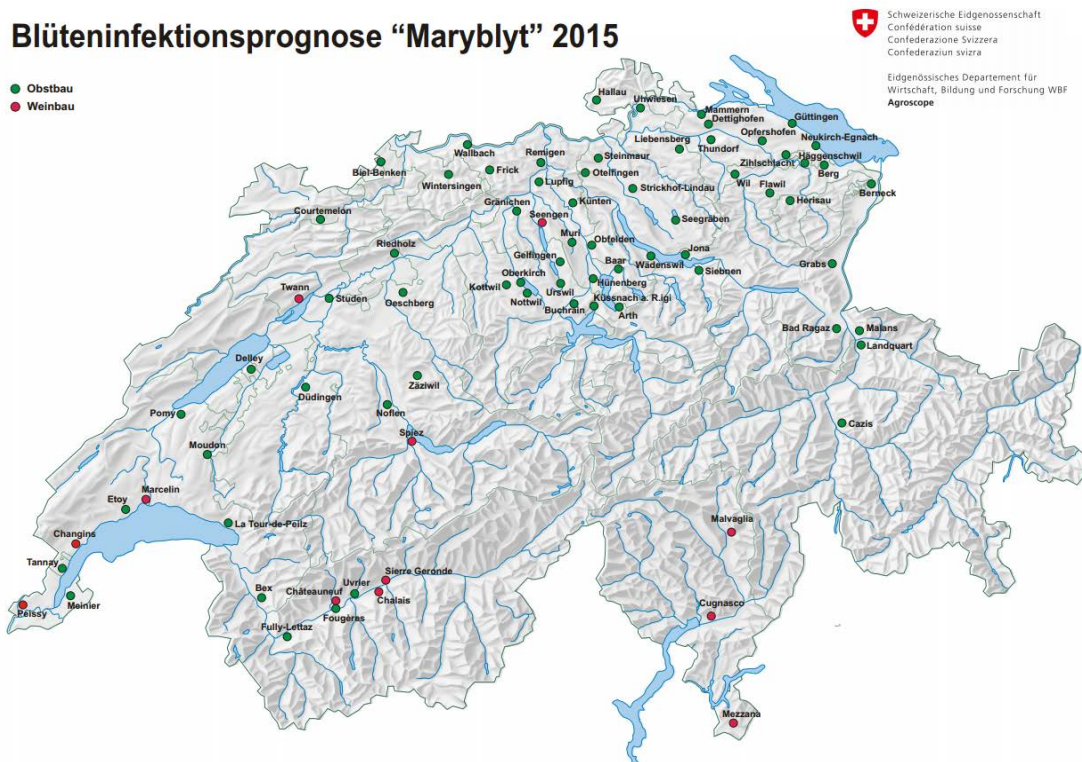 Blüteninfektionsprognose “Maryblyt” 2015
Schweizerische Eidgenossenschaft
Confédération suisse
Confederazione Svizzera
Confederaziun svizra
Eidgenössisches Departement für
Wirtschaft, Bildung und Forschung WBF
Agroscope
Obstbau
Weinbau
Hallau
Uhwiesen
Mammern
Dettighofen
Güttingen
Opfershofen
Neukirch-Egnach
Liebensberg
Thundorf
Zihlschlacht
Häggenschwil
Berg
Wallbach
Remigen
Steinmaur
Biel-Benken
Wintersingen
Frick
Otelfingen
Lupfig
Strickhof-Lindau
Wil
Flawil
Herisau
Berneck
Courtemelon
Gränichen
Seengen
Künten
Seegräben
Riedholz
Muri
Obfelden
Gelfingen
Baar
Wädenswil
Jona
Siebnen
Grabs
Twann
Studen
Oeschberg
Kottwil
Oberkirch
Nottwil
Urswil
Hünenberg
Buchrain
Küssnach a. R.igi
Arth
Bad Ragaz
Malans
Landquart
Delley
Düdingen
Zäziwil
Noflen
Pomy
Spiez
Cazis
Moudon
Marcelin
Etoy
La Tour-de-Peilz
Changins
Malvaglia
Tannay
Meinier
Peissy
Bex
Châteauneuf
Uvrier
Sierre Geronde
Chalais
Fougères
Fully-Lettaz
Cugnasco
Mezzana